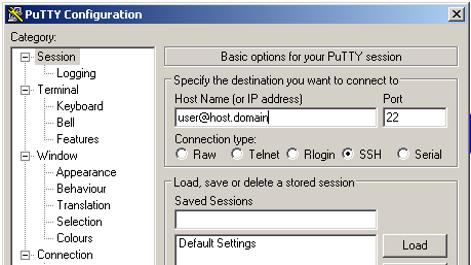 PuTTY Configuration
Category:
Session
Logging
Terminal
Keyboard
Bell
Features
Window
Appearance
Behaviour
Translation
Selection
Colours
Connection
Basic options for your PuTTY session
Specify the destination you want to connect to
Host Name (or IP address) Port
user@host.domain 22
Connection type:
Raw Telnet Rlogin SSH Serial
Load, save or delete a stored session
Saved Sessions
Default Settings
Load